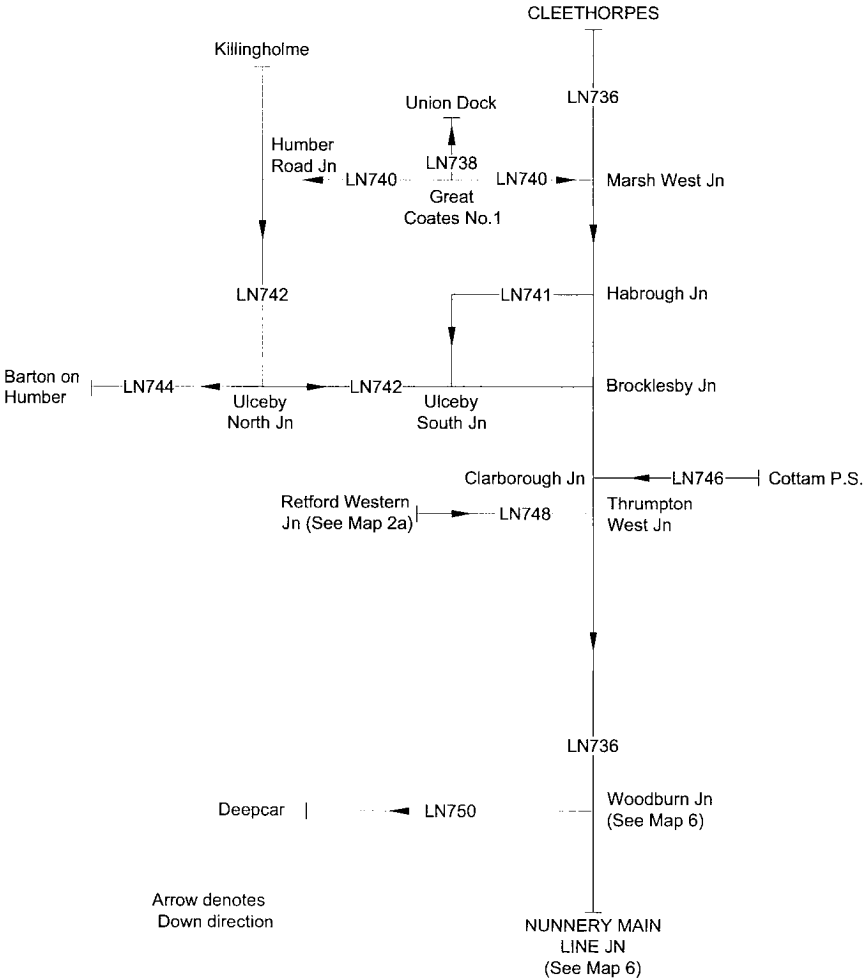 CLEETHORPES
Killingholme
LN736
Union Dock
Humber
Road Jn
LN738
LN740
LN740
Marsh West Jn
Great
Coates No.1
LN742
LN741
Habrough Jn
Barton on
Humber
LN744
LN742
Brocklesby Jn
Ulceby
North Jn
Ulceby
South Jn
Clarborough Jn
LN746
Cottam P.S.
Retford Western
Jn (See Map 2a)
LN748
Thrumpton
West Jn
LN736
Deepcar
LN750
Woodburn Jn
(See Map 6)
Arrow denotes
Down direction
NUNNERY MAIN
LINE JN
(See Map 6)